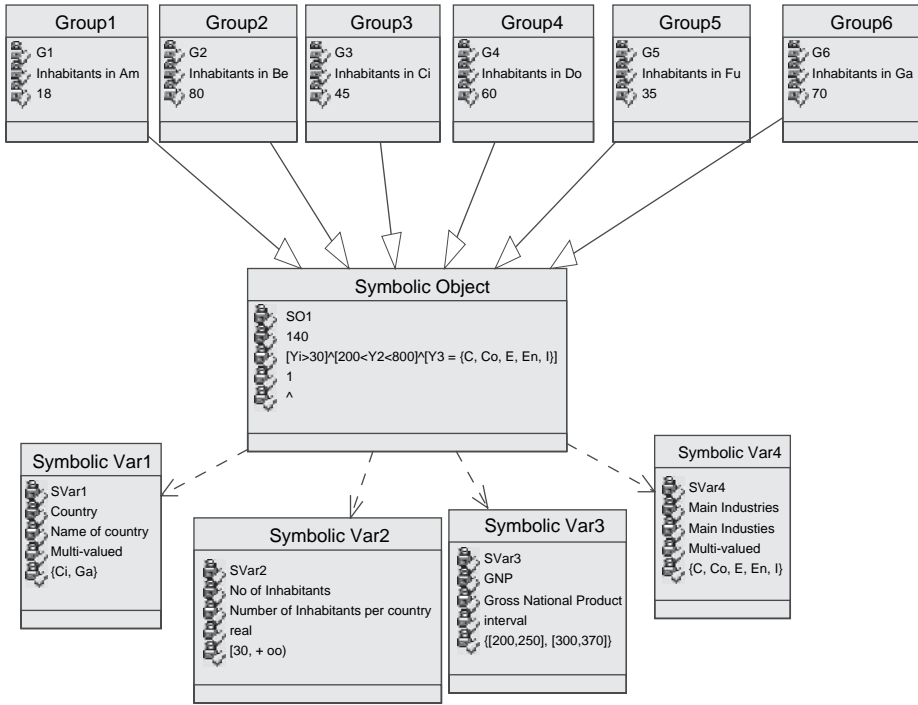 Group1
G1
Inhabitants in Am
18
Group2
G2
Inhabitants in Be
80
Group3
G3
Inhabitants in Ci
45
Group4
G4
Inhabitants in Do
60
Group5
G5
Inhabitants in Fu
35
Group6
G6
Inhabitants in Ga
70
Symbolic Object
SO1
140
[Yi>30]^[200<Y2<800]^[Y3 = {C, Co, E, En, I}]
1
^
Symbolic Var1
SVar1
Country
Name of country
Multi-valued
{Ci, Ga}
Symbolic Var2
SVar2
No of Inhabitants
Number of Inhabitants per country
real
[30, + oo)
Symbolic Var3
SVar3
GNP
Gross National Product
interval
{[200,250], [300,370]}
Symbolic Var4
SVar4
Main Industries
Main Industies
Multi-valued
{C, Co, E, En, I}